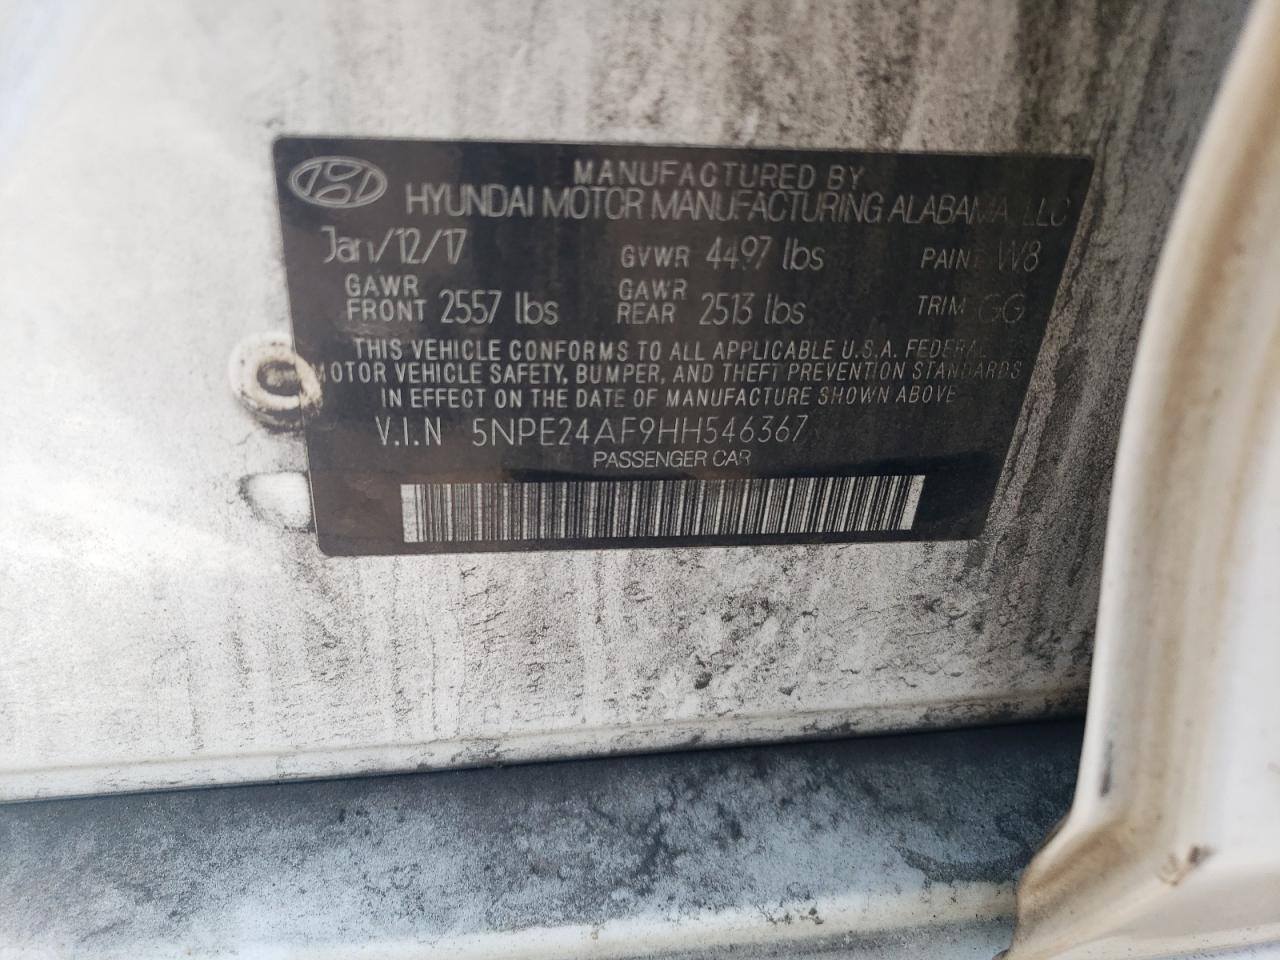 MANUFACTURED BY
HYUNDAI MOTOR MANUFACTURING ALABAMA, LLC
Jan/12/17 GVWR 4497 lbs PAINT W8
GAWR FRONT 2557 lbs GAWR REAR 2513 lbs TRIM GG
THIS VEHICLE CONFORMS TO ALL APPLICABLE U.S.A. FEDERAL
MOTOR VEHICLE SAFETY, BUMPER, AND THEFT PREVENTION STANDARDS
IN EFFECT ON THE DATE OF MANUFACTURE SHOWN ABOVE
V.I.N 5NPE24AF9HH546367
PASSENGER CAR